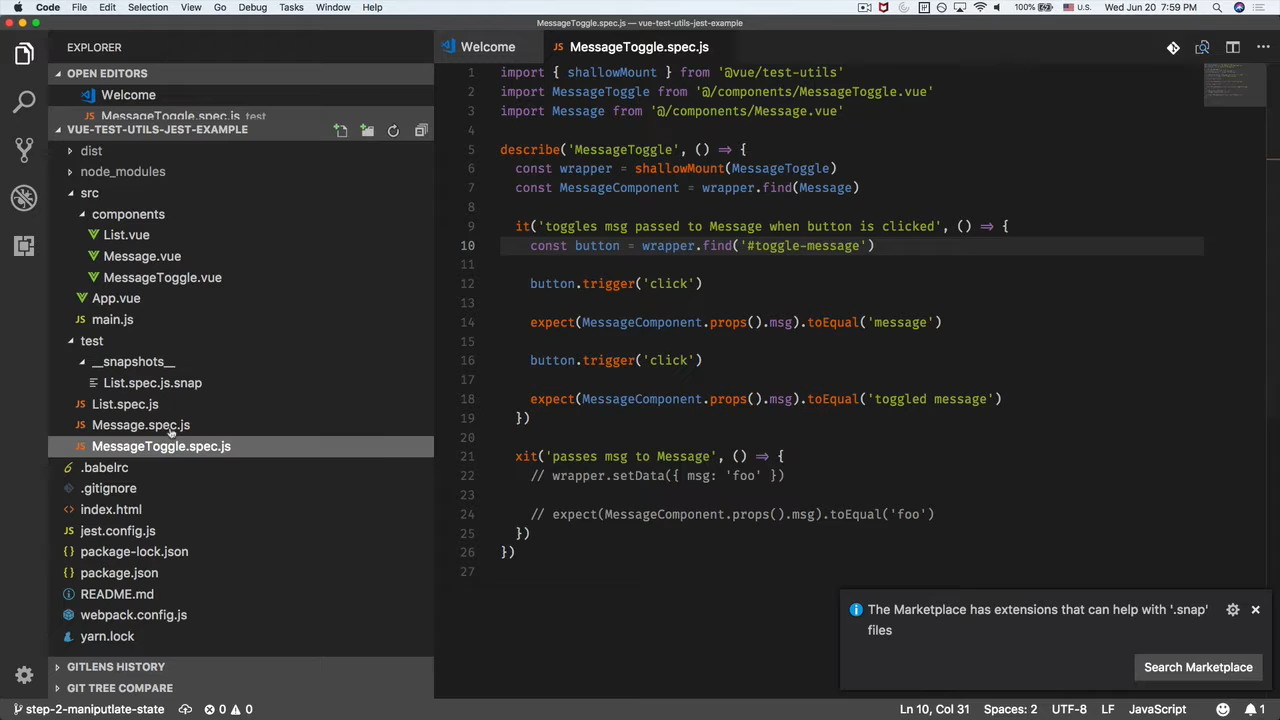 Code File Edit Selection View Go Debug Tasks Window Help
100% U.S. Wed Jun 20 7:59 PM
MessageToggle.spec.js — vue-test-utils-jest-example
EXPLORER
OPEN EDITORS
Welcome
MessageToggle.spec.js test
VUE-TEST-UTILS-JEST-EXAMPLE
dist
node_modules
src
components
List.vue
Message.vue
MessageToggle.vue
App.vue
main.js
test
__snapshots__
List.spec.js.snap
JS List.spec.js
JS Message.spec.js
JS MessageToggle.spec.js
.babelrc
.gitignore
index.html
JS jest.config.js
{} package-lock.json
{} package.json
README.md
webpack.config.js
yarn.lock
GITLENS HISTORY
GIT TREE COMPARE
Welcome
JS MessageToggle.spec.js
1 import { shallowMount } from '@vue/test-utils'
2 import MessageToggle from '@/components/MessageToggle.vue'
3 import Message from '@/components/Message.vue'
4
5 describe('MessageToggle', () => {
6 const wrapper = shallowMount(MessageToggle)
7 const MessageComponent = wrapper.find(Message)
8
9 it('toggles msg passed to Message when button is clicked', () => {
10 const button = wrapper.find('#toggle-message')
11
12 button.trigger('click')
13
14 expect(MessageComponent.props().msg).toEqual('message')
15
16 button.trigger('click')
17
18 expect(MessageComponent.props().msg).toEqual('toggled message')
19 })
20
21 xit('passes msg to Message', () => {
22 // wrapper.setData({ msg: 'foo' })
23
24 // expect(MessageComponent.props().msg).toEqual('foo')
25 })
26 })
27
The Marketplace has extensions that can help with '.snap'
files
Search Marketplace
step-2-maniputlate-state 0 0
Ln 10, Col 31 Spaces: 2 UTF-8 LF JavaScript 1